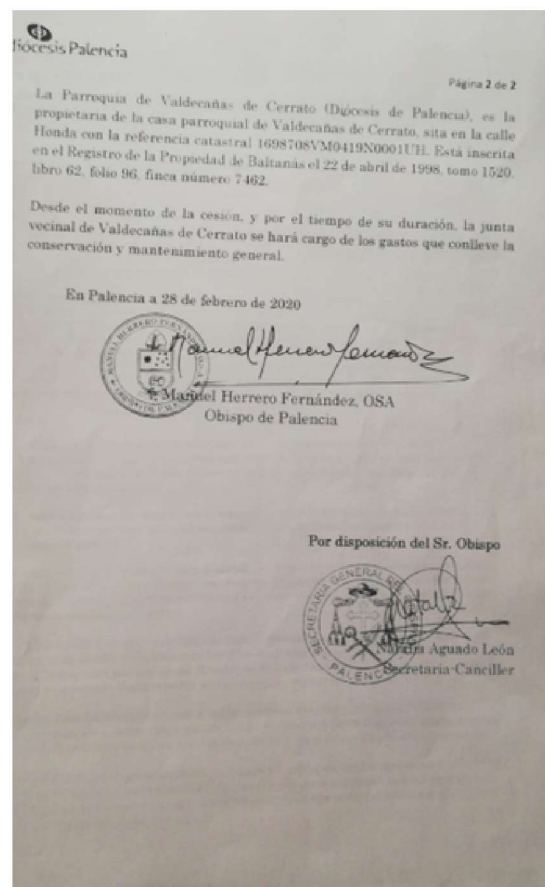 diócesis Palencia
Página 2 de 2
La Parroquia de Valdecañas de Cerrato (Diócesis de Palencia), es la
propietaria de la casa parroquial de Valdecañas de Cerrato, sita en la calle
Honda con la referencia catastral 1698708VM0419N0001UH. Está inscrita
en el Registro de la Propiedad de Baltanás el 22 de abril de 1998, tomo 1520,
libro 62, folio 96, finca número 7462.
Desde el momento de la cesión, y por el tiempo de su duración, la junta
vecinal de Valdecañas de Cerrato se hará cargo de los gastos que conlleve la
conservación y mantenimiento general.
En Palencia a 28 de febrero de 2020
Manuel Herrero Fernández
Manuel Herrero Fernández, OSA
Obispo de Palencia
Por disposición del Sr. Obispo
SECRETARIA GENERAL
PALENCIA
Natalia
Natalia Aguado León
Secretaria-Canciller